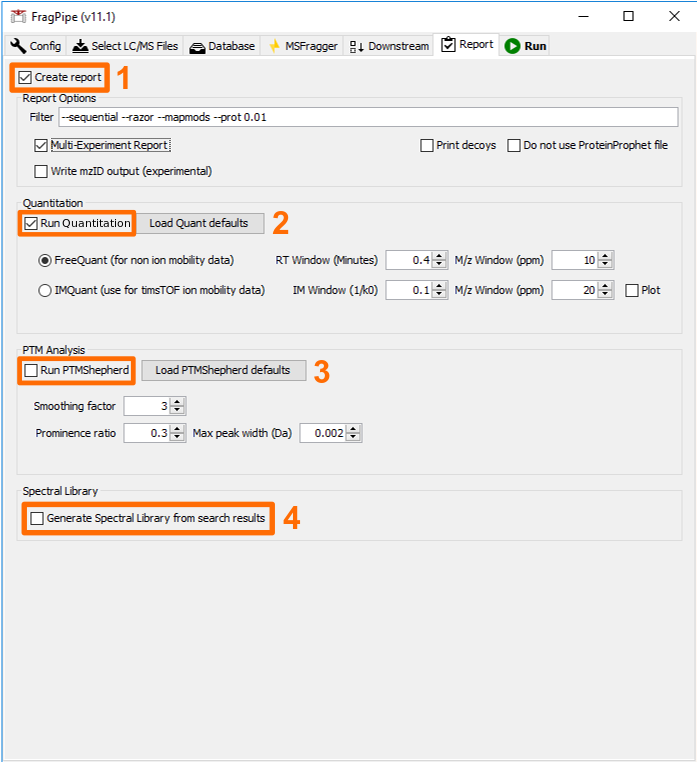 FragPipe (v11.1)
Config Select LC/MS Files Database MSFragger Downstream Report Run
Create report 1
Report Options
Filter --sequential --razor --mapmods --prot 0.01
Multi-Experiment Report Print decoys Do not use ProteinProphet file
Write mzID output (experimental)
Quantitation
Run Quantitation Load Quant defaults 2
FreeQuant (for non ion mobility data) RT Window (Minutes) 0.4 M/z Window (ppm) 10
IMQuant (use for timsTOF ion mobility data) IM Window (1/k0) 0.1 M/z Window (ppm) 20 Plot
PTM Analysis
Run PTMShepherd Load PTMShepherd defaults 3
Smoothing factor 3
Prominence ratio 0.3 Max peak width (Da) 0.002
Spectral Library
Generate Spectral Library from search results 4